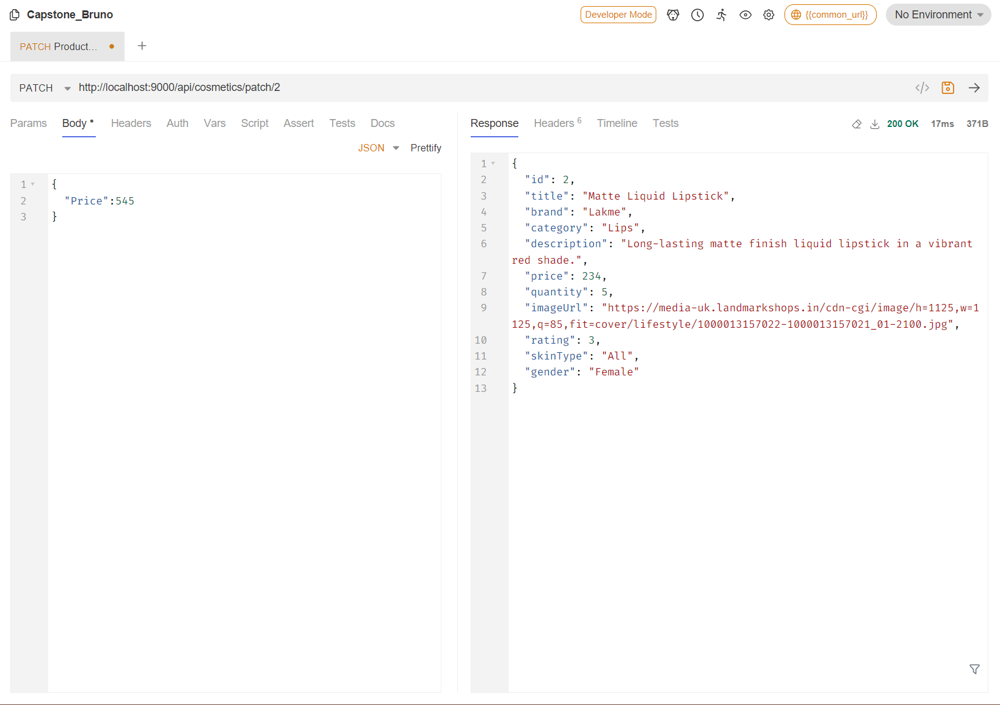 Capstone_Bruno
Developer Mode
{{common_url}}
No Environment
PATCH Product...
+
PATCH
http://localhost:9000/api/cosmetics/patch/2
</>
Params Body Headers Auth Vars Script Assert Tests Docs
JSON
Prettify
1 {
2 "Price":545
3 }
Response Headers 6 Timeline Tests
200 OK 17ms 371B
1 {
2 "id": 2,
3 "title": "Matte Liquid Lipstick",
4 "brand": "Lakme",
5 "category": "Lips",
6 "description": "Long-lasting matte finish liquid lipstick in a vibrant
red shade.",
7 "price": 234,
8 "quantity": 5,
9 "imageUrl": "https://media-uk.landmarkshops.in/cdn-cgi/image/h=1125,w=1
125,q=85,fit=cover/lifestyle/1000013157022-1000013157021_01-2100.jpg",
10 "rating": 3,
11 "skinType": "All",
12 "gender": "Female"
13 }